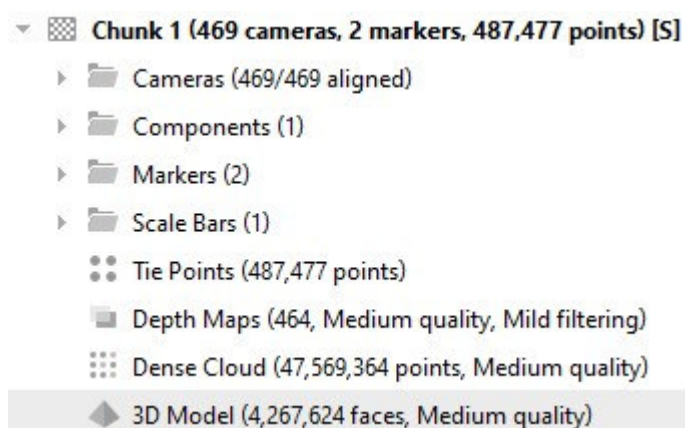 Chunk 1 (469 cameras, 2 markers, 487,477 points) [S]
Cameras (469/469 aligned)
Components (1)
Markers (2)
Scale Bars (1)
Tie Points (487,477 points)
Depth Maps (464, Medium quality, Mild filtering)
Dense Cloud (47,569,364 points, Medium quality)
3D Model (4,267,624 faces, Medium quality)